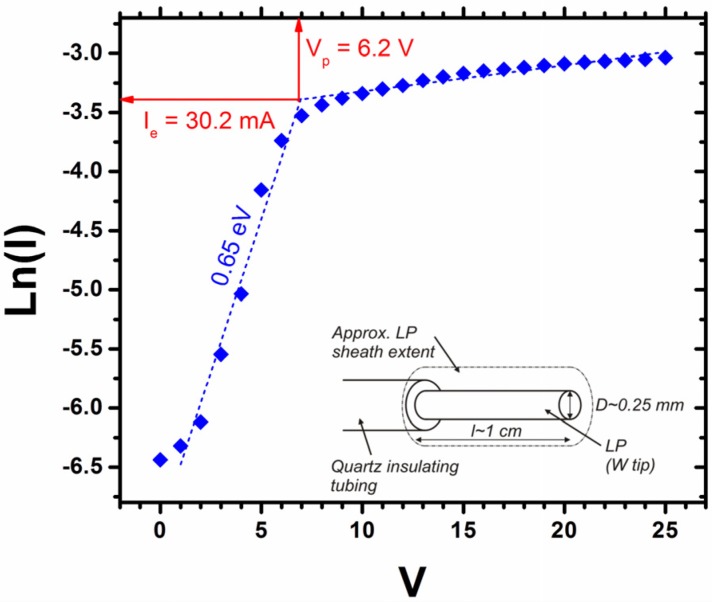 V_p = 6.2 V
I_e = 30.2 mA
0.65 eV
Ln(I)
-3.0
-3.5
-4.0
-4.5
-5.0
-5.5
-6.0
-6.5
Approx. LP
sheath extent
D~0.25 mm
l~1 cm
LP
(W tip)
Quartz insulating
tubing
0
5
10
15
20
25
V